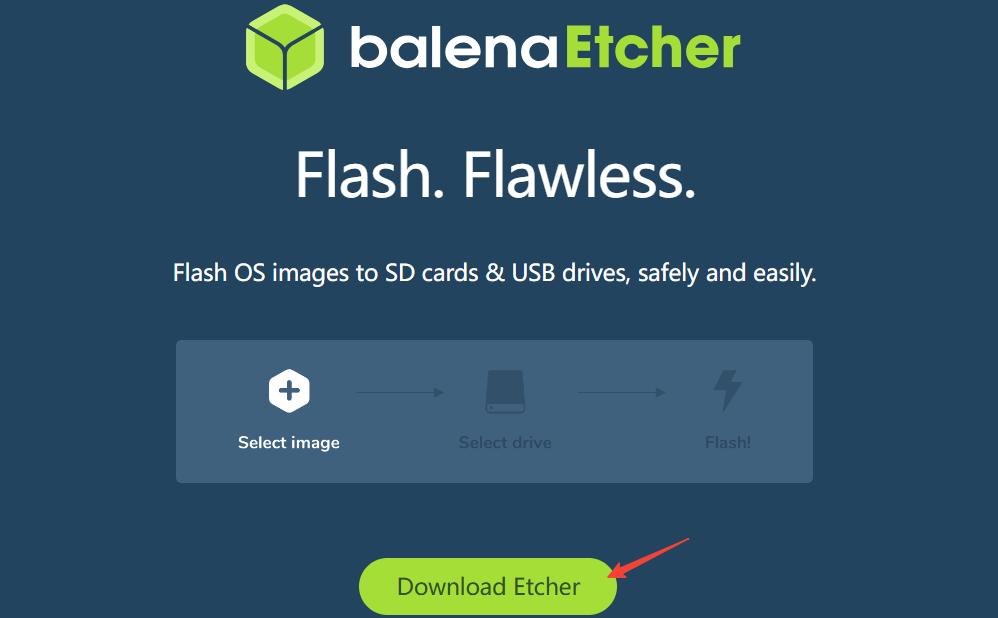 balenaEtcher
Flash. Flawless.
Flash OS images to SD cards & USB drives, safely and easily.
Select image
Select drive
Flash!
Download Etcher